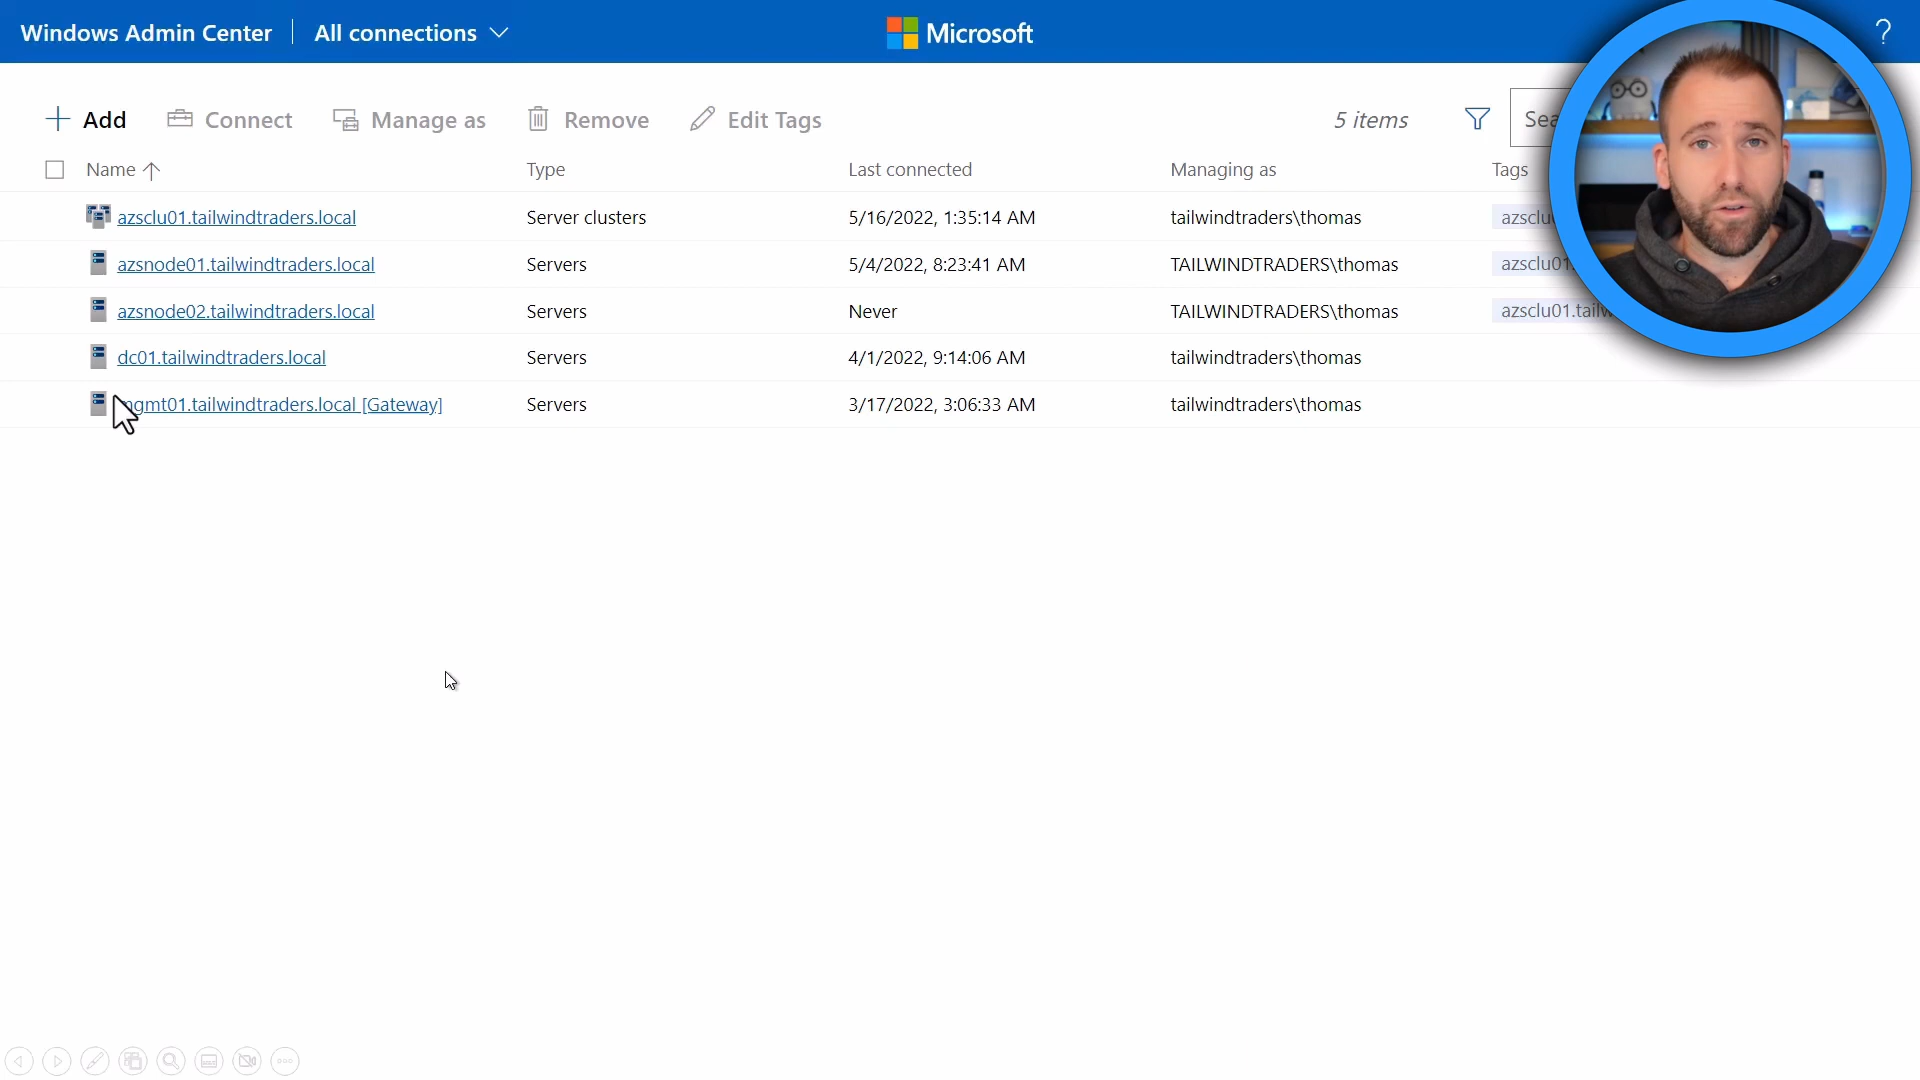 Windows Admin Center
All connections
Microsoft
?
Add
Connect
Manage as
Remove
Edit Tags
5 items
Name
Type
Last connected
Managing as
Tags
azsclu01.tailwindtraders.local
Server clusters
5/16/2022, 1:35:14 AM
tailwindtraders\thomas
azsnode01.tailwindtraders.local
Servers
5/4/2022, 8:23:41 AM
TAILWINDTRADERS\thomas
azsnode02.tailwindtraders.local
Servers
Never
TAILWINDTRADERS\thomas
dc01.tailwindtraders.local
Servers
4/1/2022, 9:14:06 AM
tailwindtraders\thomas
mgmt01.tailwindtraders.local [Gateway]
Servers
3/17/2022, 3:06:33 AM
tailwindtraders\thomas